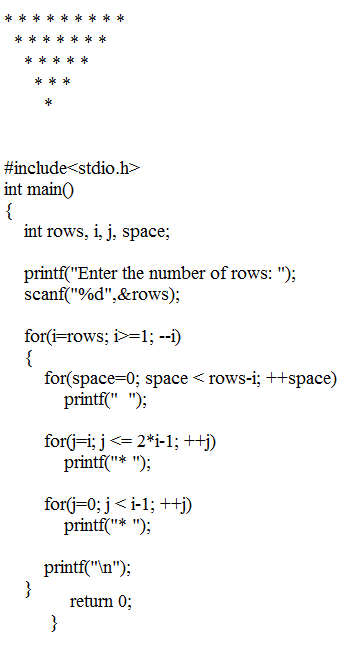 * * * * * * * * *
  * * * * * * *
    * * * * *
      * * *
        *
#include<stdio.h>
int main()
{
    int rows, i, j, space;
    printf("Enter the number of rows: ");
    scanf("%d",&rows);
    for(i=rows; i>=1; --i)
    {
        for(space=0; space < rows-i; ++space)
            printf("  ");
        for(j=i; j <= 2*i-1; ++j)
            printf("* ");
        for(j=0; j < i-1; ++j)
            printf("* ");
        printf("\n");
    }
            return 0;
        }